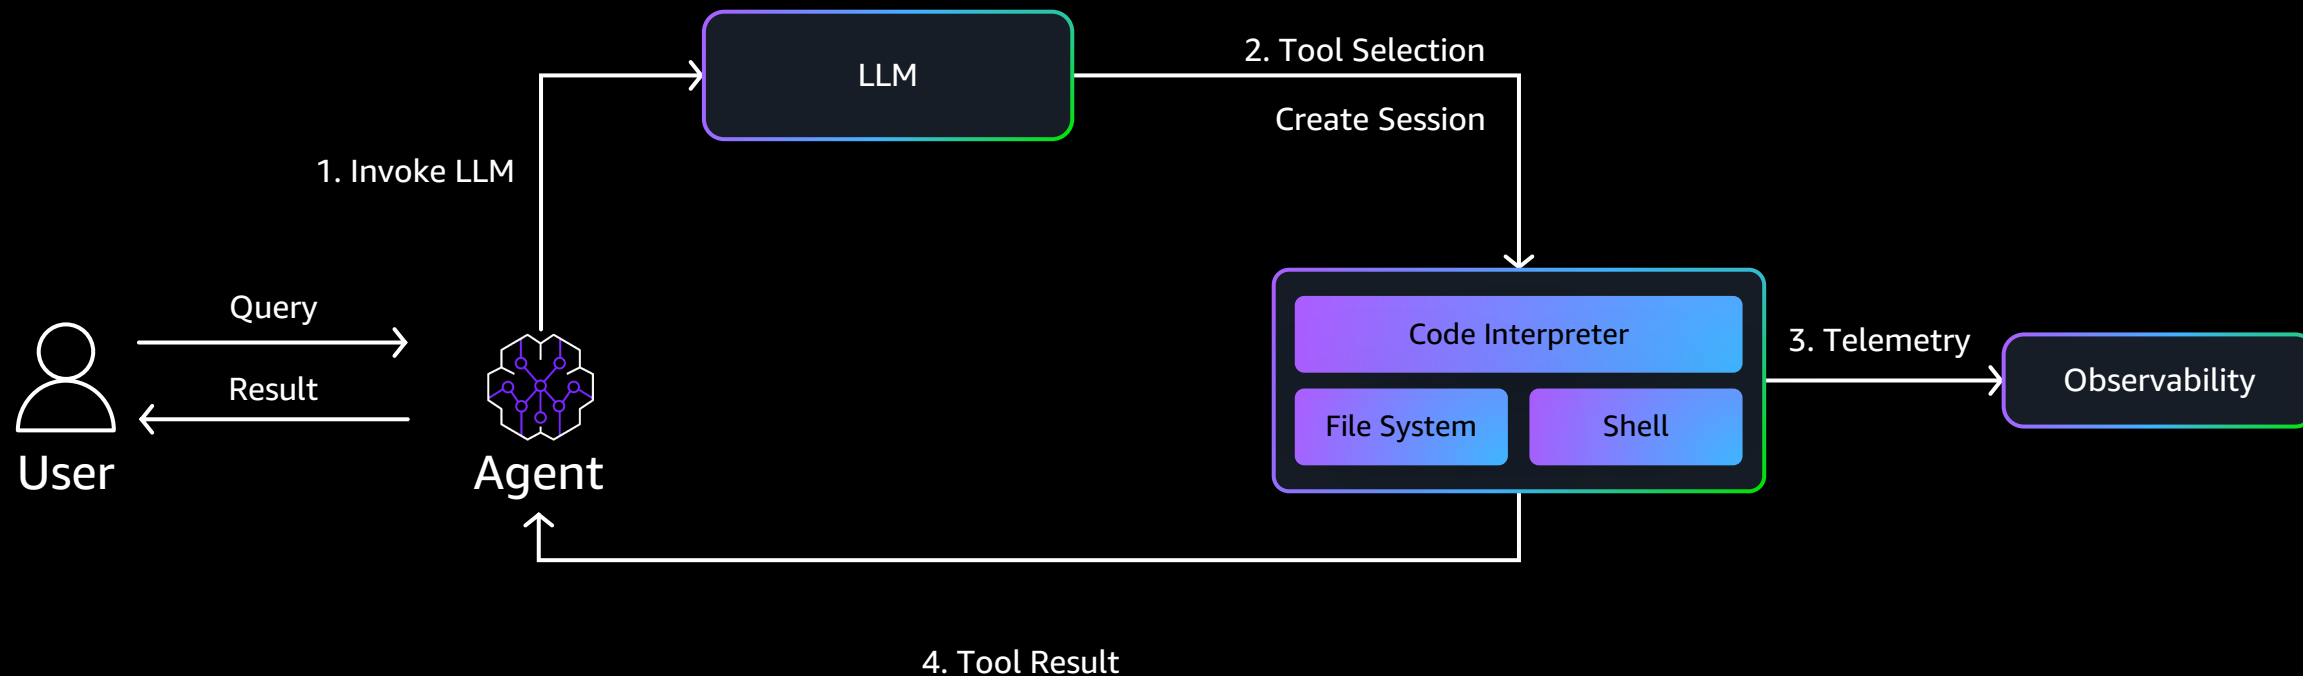 LLM
2. Tool Selection
Create Session
1. Invoke LLM
Query
Result
User
Agent
Code Interpreter
File System
Shell
3. Telemetry
Observability
4. Tool Result